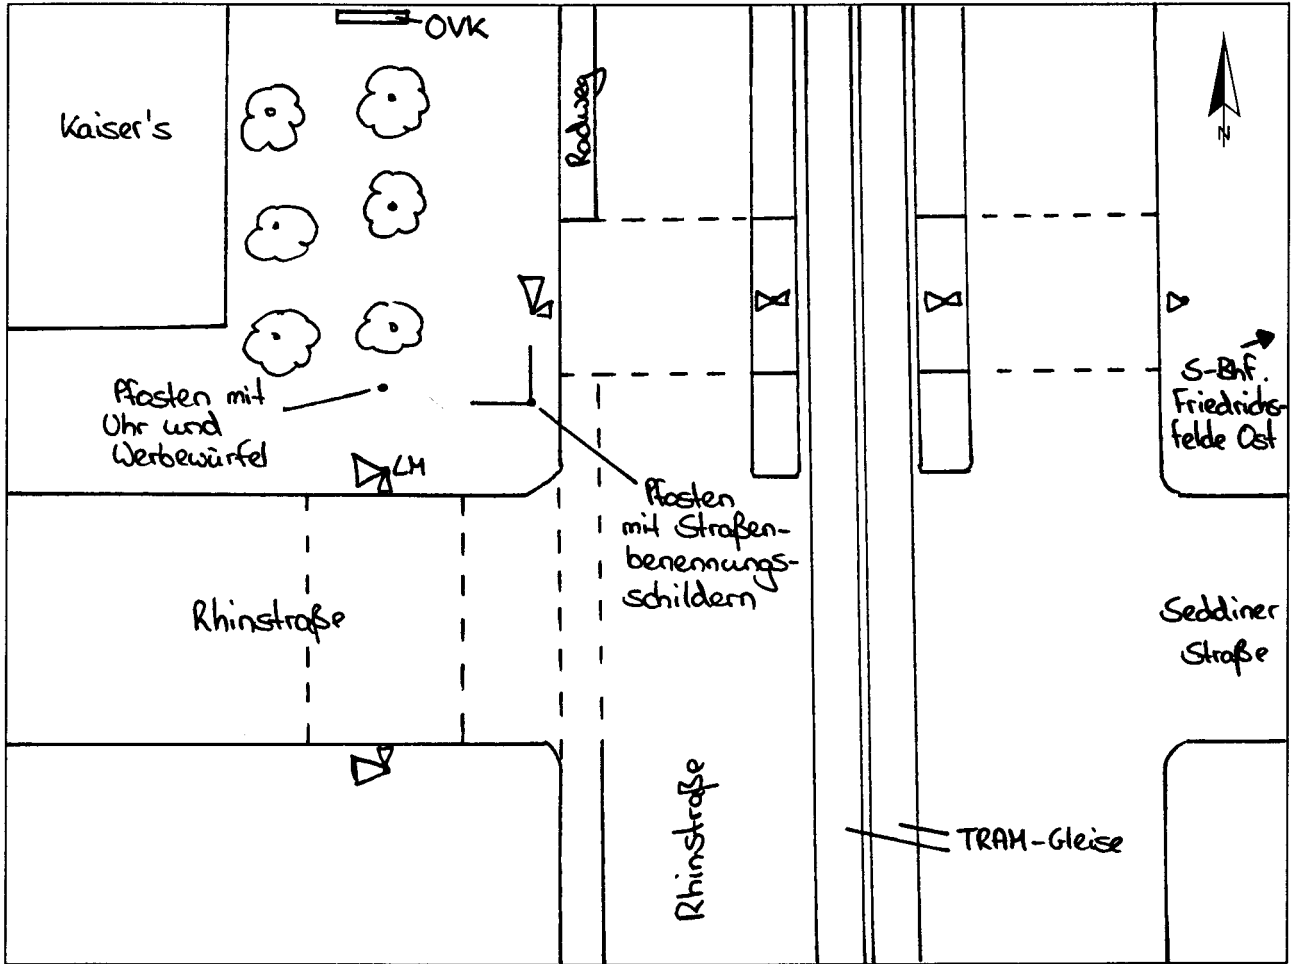 OVK
Kaiser's
Radweg
N
S-Bhf.
Friedrichs-
felde Ost
Pfosten mit
Uhr und
Werbewürfel
LM
Pfosten
mit Straßen-
benennungs-
schildern
Rhinstraße
Seddiner
Straße
Rhinstraße
TRAM-Gleise